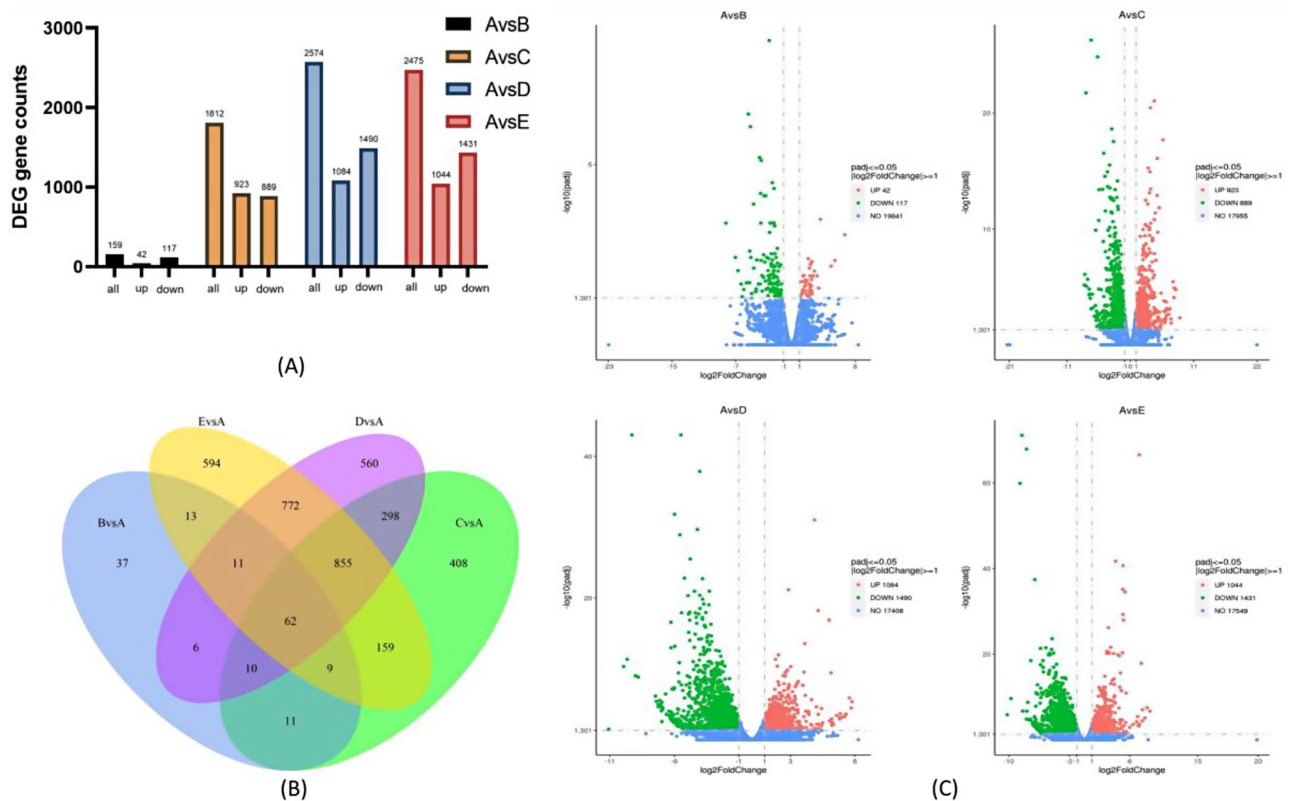 DEG gene counts
3000
2000
1000
0
159
42
117
1812
923
889
2574
1084
1490
2475
1044
1431
all up down all up down all up down all up down
AvsB
AvsC
AvsD
AvsE
(A)
EvsA
DvsA
BvsA
CvsA
594
560
13
772
298
37
11
855
408
62
6
10
9
159
11
(B)
AvsB
-log10(padj)
5
1.301
-23 -15 -7 -1 1 8
log2FoldChange
padj<=0.05
|log2FoldChange|>=1
UP 42
DOWN 117
NO 19841
AvsC
-log10(padj)
20
10
1.301
-21 -11 -1 0 1 11 22
log2FoldChange
padj<=0.05
|log2FoldChange|>=1
UP 923
DOWN 889
NO 17955
AvsD
-log10(padj)
40
20
1.301
-11 -6 -1 1 3 8
log2FoldChange
padj<=0.05
|log2FoldChange|>=1
UP 1084
DOWN 1490
NO 17408
AvsE
-log10(padj)
60
40
20
1.301
-10 -2 -1 1 6 15 23
log2FoldChange
padj<=0.05
|log2FoldChange|>=1
UP 1044
DOWN 1431
NO 17549
(C)